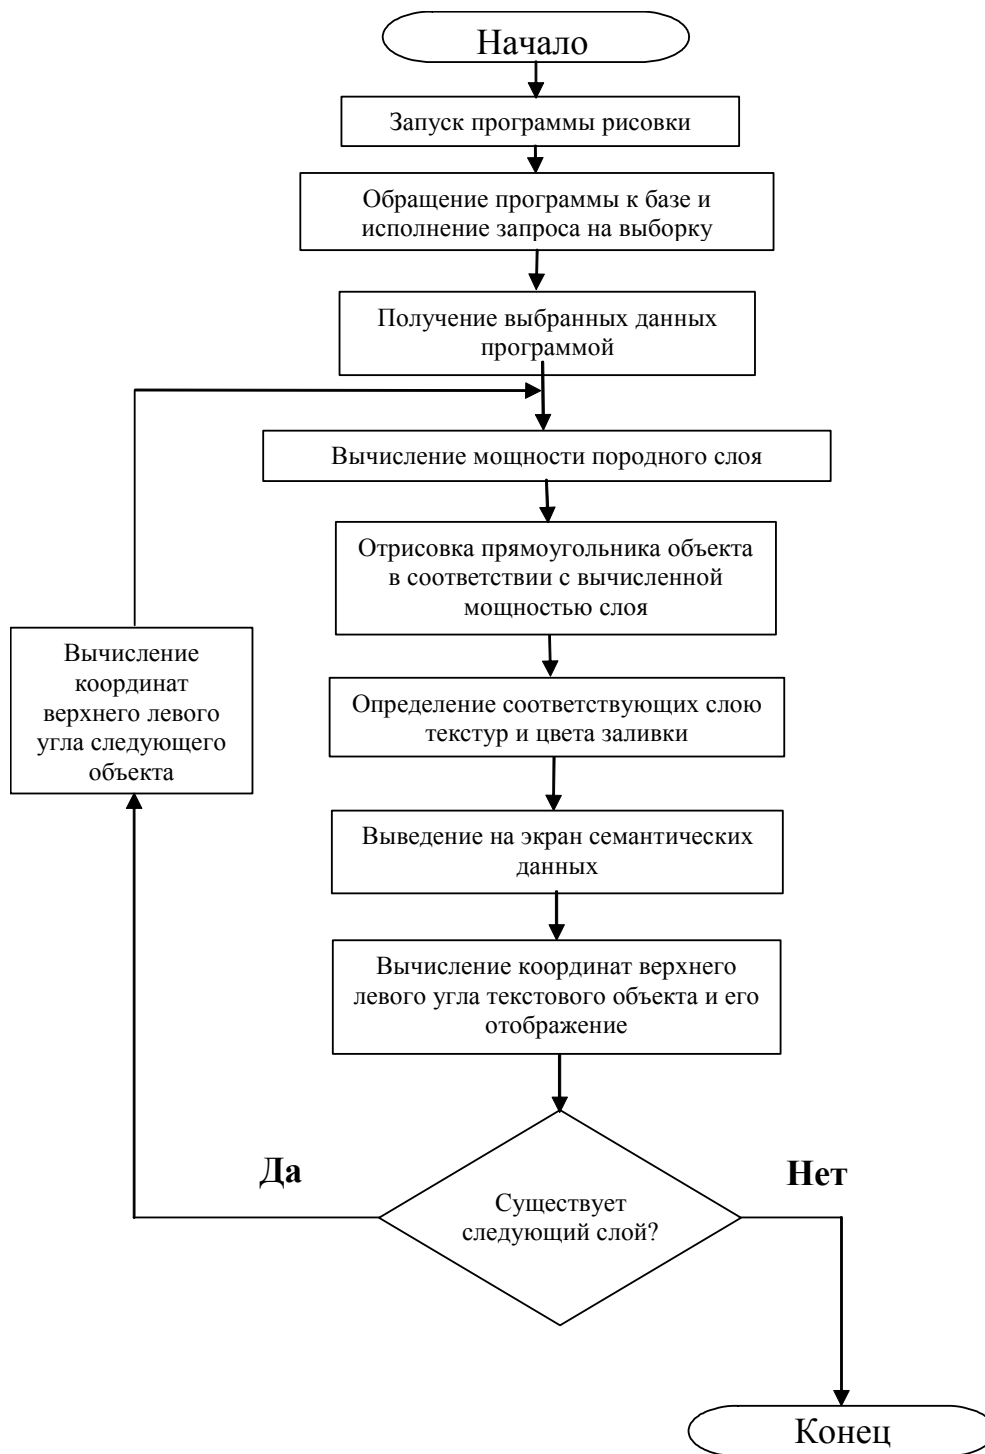 Начало
Запуск программы рисовки
Обращение программы к базе и
исполнение запроса на выборку
Получение выбранных данных
программой
Вычисление мощности породного слоя
Отрисовка прямоугольника объекта
в соответствии с вычисленной
мощностью слоя
Вычисление
координат
верхнего левого
угла следующего
объекта
Определение соответствующих слою
текстур и цвета заливки
Выведение на экран семантических
данных
Вычисление координат верхнего
левого угла текстового объекта и его
отображение
Да
Нет
Существует
следующий слой?
Конец